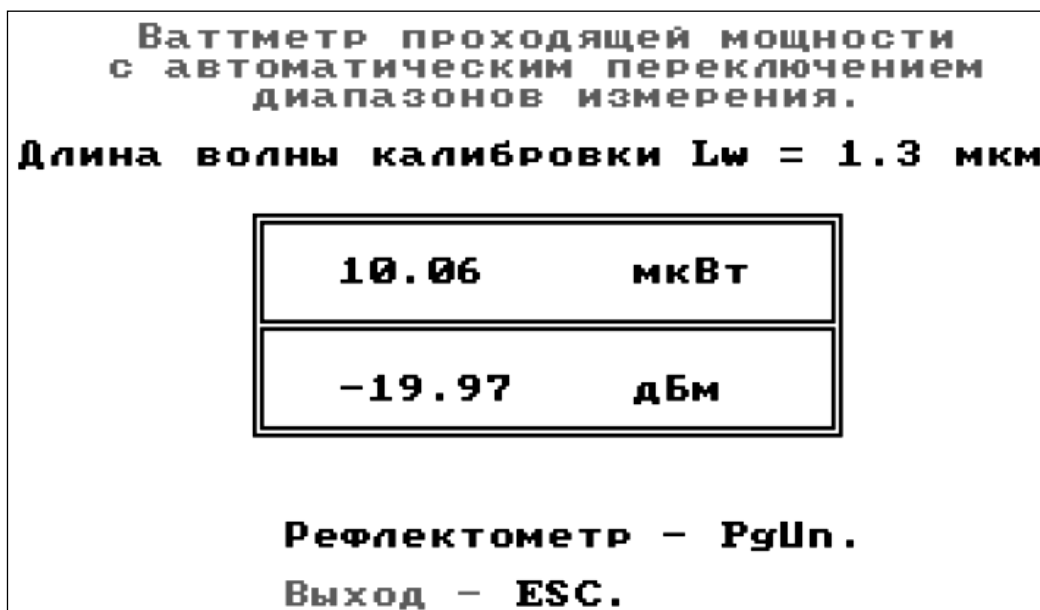 Ваттметр проходящей мощности
с автоматическим переключением
диапазонов измерения.
Длина волны калибровки Lw = 1.3 мкм
10.06 мкВт
-19.97 дБм
Рефлектометр - PgUn.
Выход - ESC.